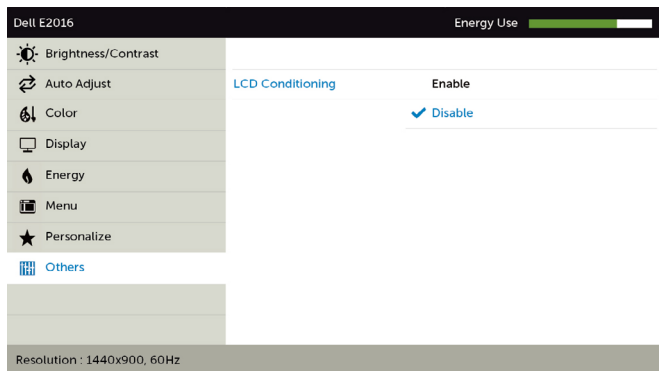 Dell E2016 Energy Use
Brightness/Contrast
Auto Adjust LCD Conditioning Enable
Color Disable
Display
Energy
Menu
Personalize
Others
Resolution : 1440x900, 60Hz